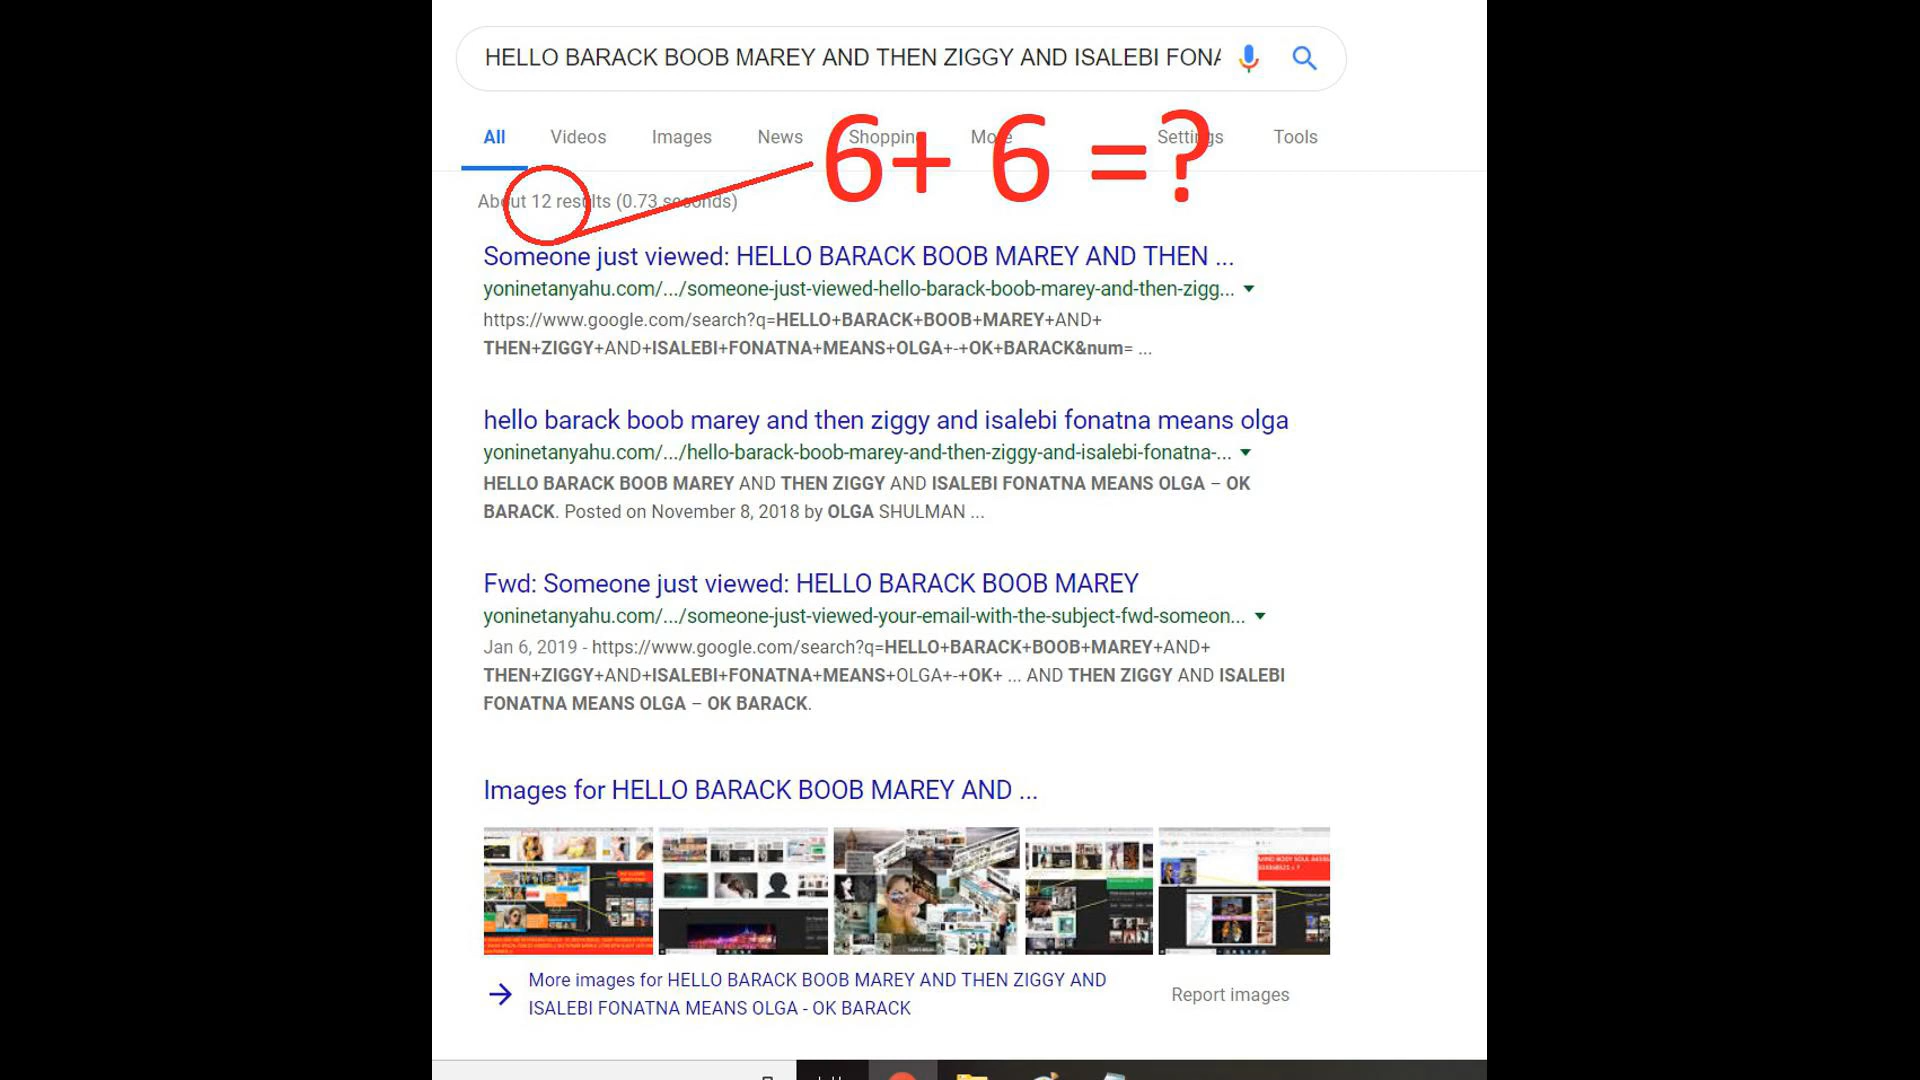 HELLO BARACK BOOB MAREY AND THEN ZIGGY AND ISALEBI FONA
All Videos Images News Shopping More Settings Tools
6+ 6 =?
About 12 results (0.73 seconds)
Someone just viewed: HELLO BARACK BOOB MAREY AND THEN ...
yoninetanyahu.com/.../someone-just-viewed-hello-barack-boob-marey-and-then-zigg...
https://www.google.com/search?q=HELLO+BARACK+BOOB+MAREY+AND+
THEN+ZIGGY+AND+ISALEBI+FONATNA+MEANS+OLGA+-+OK+BARACK&num= ...
hello barack boob marey and then ziggy and isalebi fonatna means olga
yoninetanyahu.com/.../hello-barack-boob-marey-and-then-ziggy-and-isalebi-fonatna-...
HELLO BARACK BOOB MAREY AND THEN ZIGGY AND ISALEBI FONATNA MEANS OLGA – OK
BARACK. Posted on November 8, 2018 by OLGA SHULMAN ...
Fwd: Someone just viewed: HELLO BARACK BOOB MAREY
yoninetanyahu.com/.../someone-just-viewed-your-email-with-the-subject-fwd-someon...
Jan 6, 2019 - https://www.google.com/search?q=HELLO+BARACK+BOOB+MAREY+AND+
THEN+ZIGGY+AND+ISALEBI+FONATNA+MEANS+OLGA+-+OK+ ... AND THEN ZIGGY AND ISALEBI
FONATNA MEANS OLGA – OK BARACK.
Images for HELLO BARACK BOOB MAREY AND ...
MIND BODY SOUL
More images for HELLO BARACK BOOB MAREY AND THEN ZIGGY AND
ISALEBI FONATNA MEANS OLGA - OK BARACK
Report images